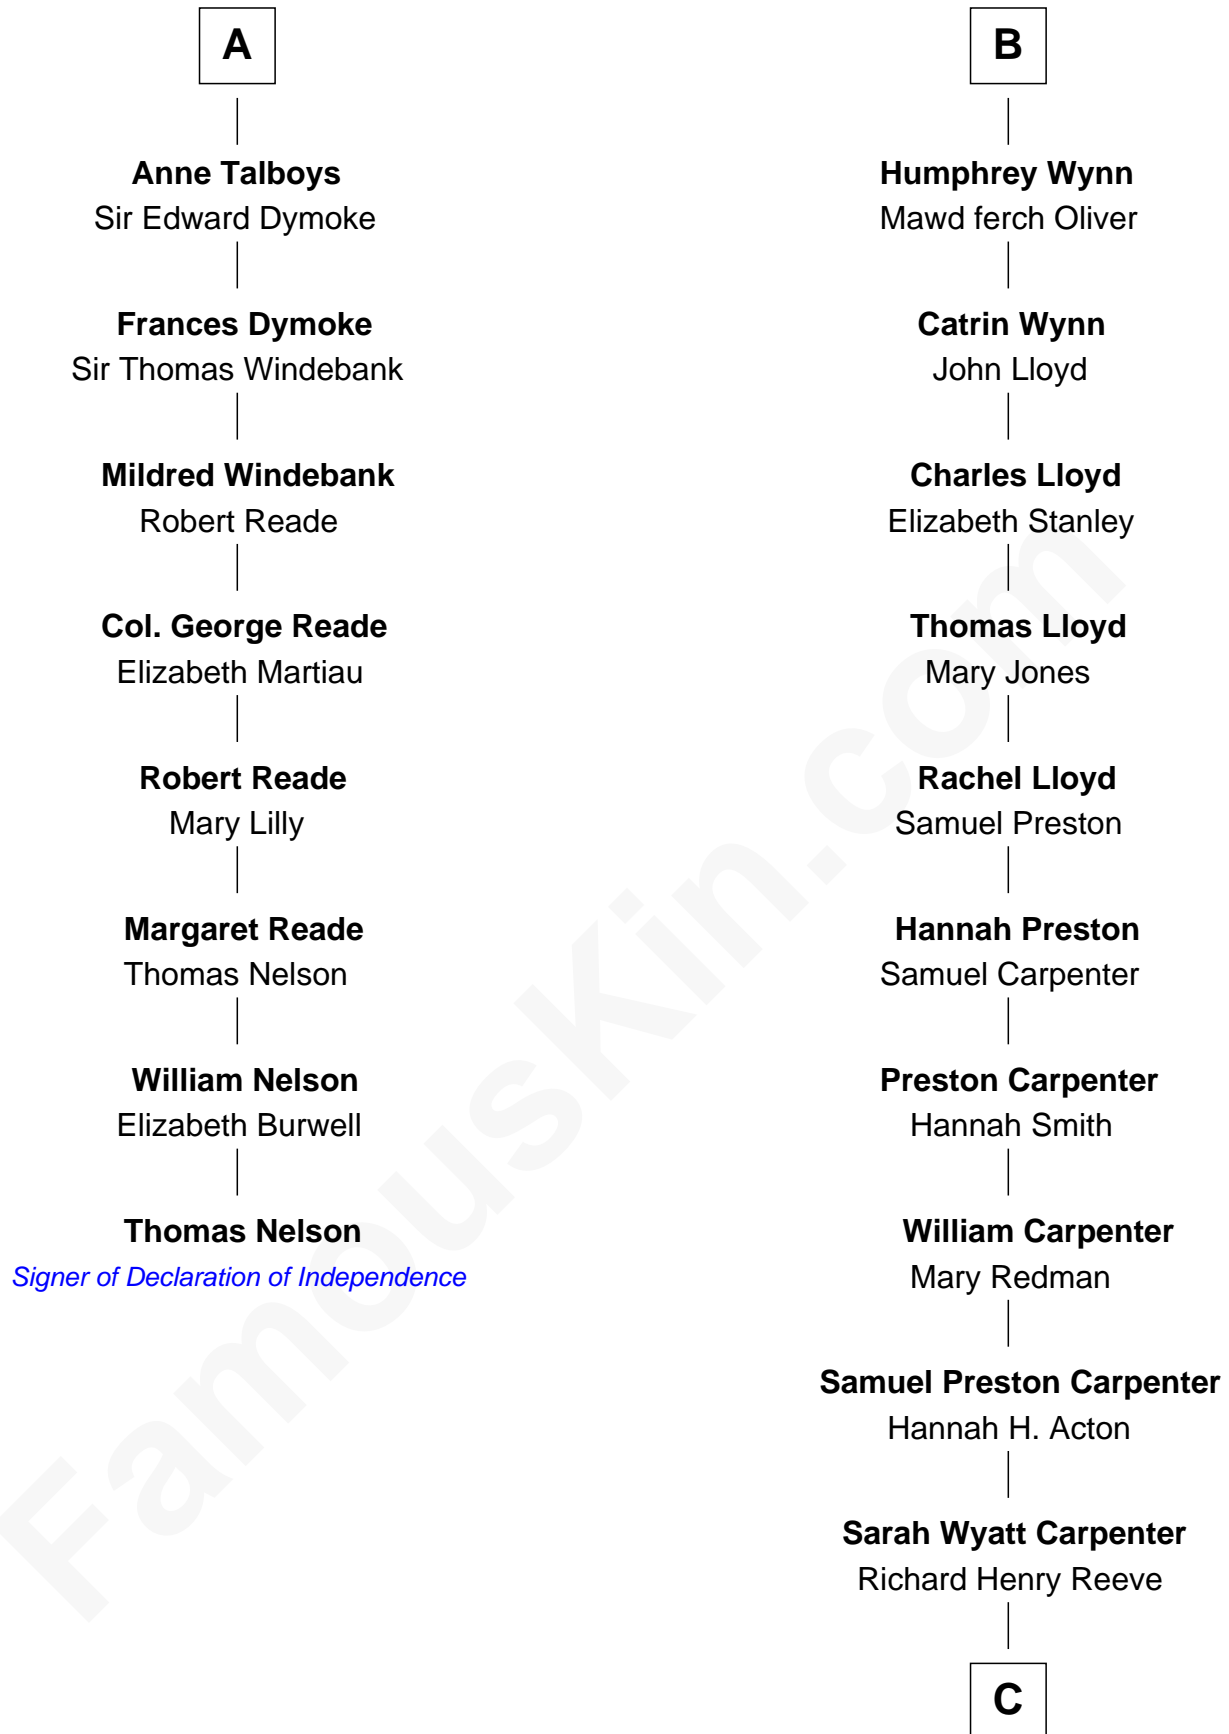 A
Anne Talboys
Sir Edward Dymoke
Frances Dymoke
Sir Thomas Windebank
Mildred Windebank
Robert Reade
Col. George Reade
Elizabeth Martiau
Robert Reade
Mary Lilly
Margaret Reade
Thomas Nelson
William Nelson
Elizabeth Burwell
Thomas Nelson
Signer of Declaration of Independence
B
Humphrey Wynn
Mawd ferch Oliver
Catrin Wynn
John Lloyd
Charles Lloyd
Elizabeth Stanley
Thomas Lloyd
Mary Jones
Rachel Lloyd
Samuel Preston
Hannah Preston
Samuel Carpenter
Preston Carpenter
Hannah Smith
William Carpenter
Mary Redman
Samuel Preston Carpenter
Hannah H. Acton
Sarah Wyatt Carpenter
Richard Henry Reeve
C
FamousKin.com